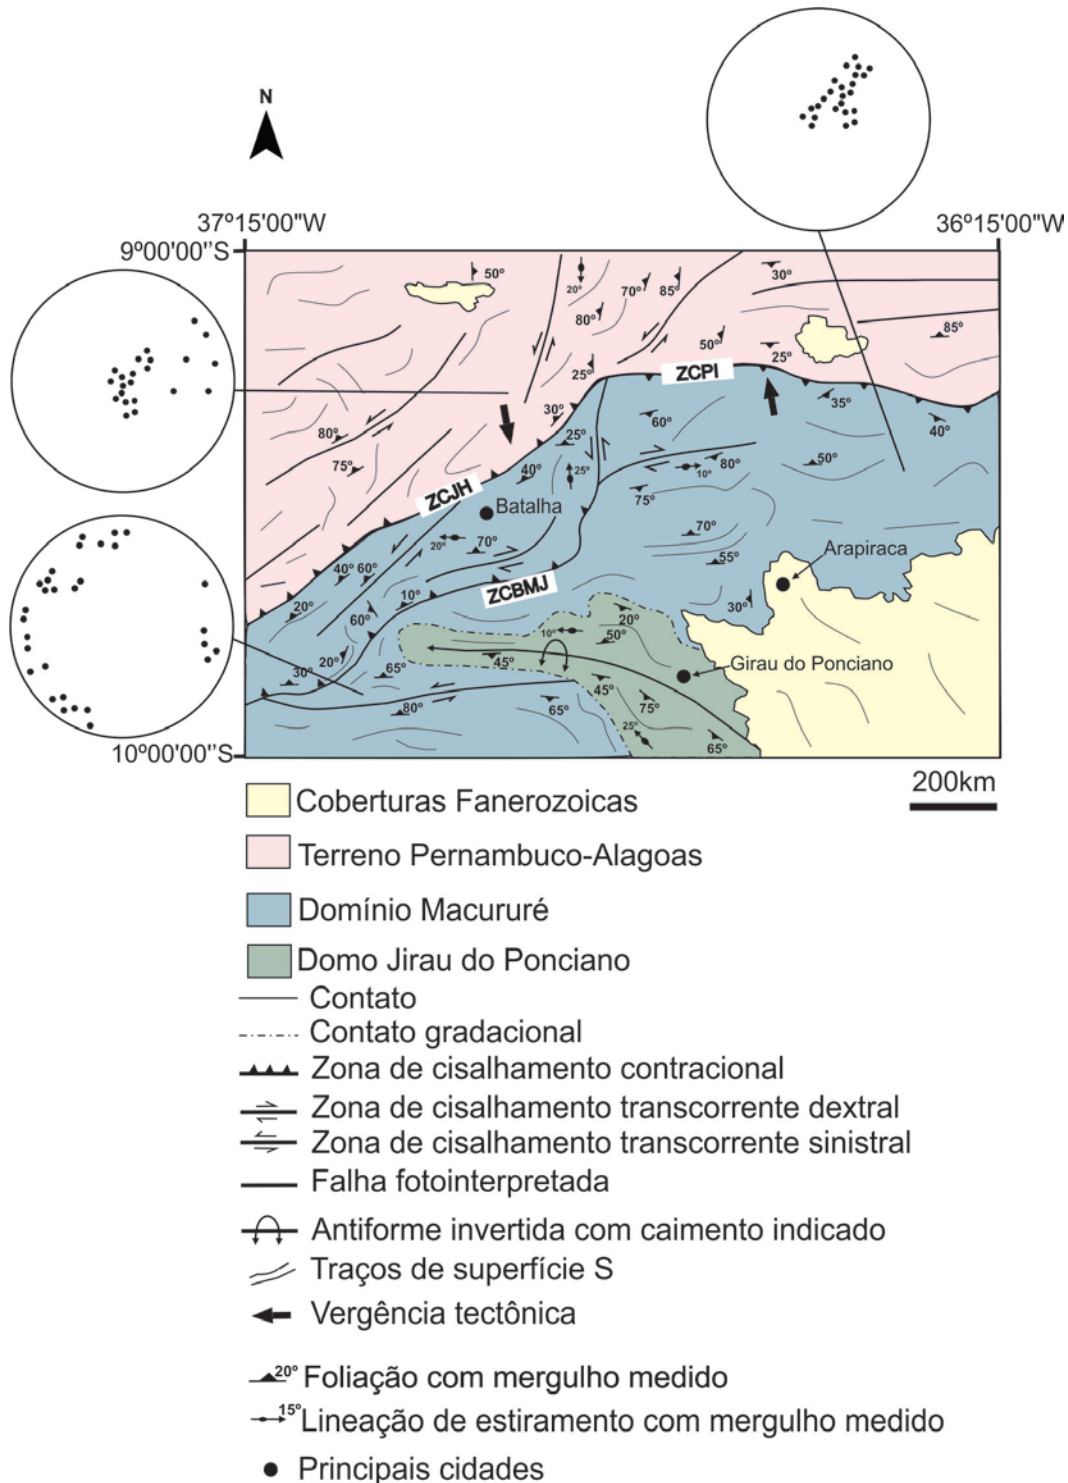 N
37º15'00"W
36º15'00"W
9º00'00''S
50º
20º
70º
85º
30º
80º
50º
25º
85º
25º
ZCPI
30º
35º
25º
60º
40º
80º
75º
40º
25º
80º
10º
50º
ZCJH
Batalha
75º
20º
70º
70º
55º
Arapiraca
40º
60º
ZCBMJ
20º
10º
60º
30º
20º
10º
50º
20º
65º
45º
Girau do Ponciano
30º
45º
75º
80º
65º
25º
65º
10º00'00''S
200km
Coberturas Fanerozoicas
Terreno Pernambuco-Alagoas
Domínio Macururé
Domo Jirau do Ponciano
Contato
Contato gradacional
Zona de cisalhamento contracional
Zona de cisalhamento transcorrente dextral
Zona de cisalhamento transcorrente sinistral
Falha fotointerpretada
Antiforme invertida com caimento indicado
Traços de superfície S
Vergência tectônica
20º Foliação com mergulho medido
15º Lineação de estiramento com mergulho medido
Principais cidades